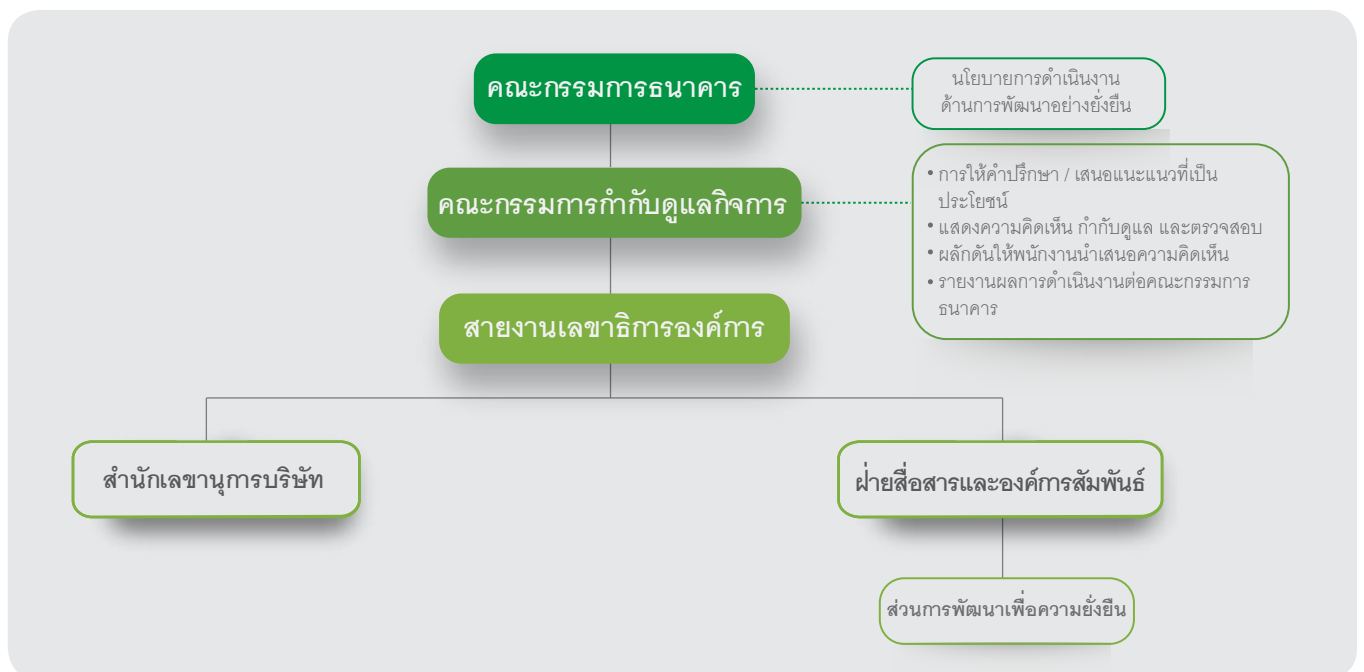 คณะกรรมการธนาคาร
นโยบายการดำเนินงาน
ด้านการพัฒนาอย่างยั่งยืน
คณะกรรมการกำกับดูแลกิจการ
• การให้คำปรึกษา / เสนอแนะแนวที่เป็น
ประโยชน์
• แสดงความคิดเห็น กำกับดูแล และตรวจสอบ
• ผลักดันให้พนักงานนำเสนอความคิดเห็น
• รายงานผลการดำเนินงานต่อคณะกรรมการ
ธนาคาร
สายงานเลขาธิการองค์การ
สำนักเลขานุการบริษัท
ฝ่ายสื่อสารและองค์การสัมพันธ์
ส่วนการพัฒนาเพื่อความยั่งยืน